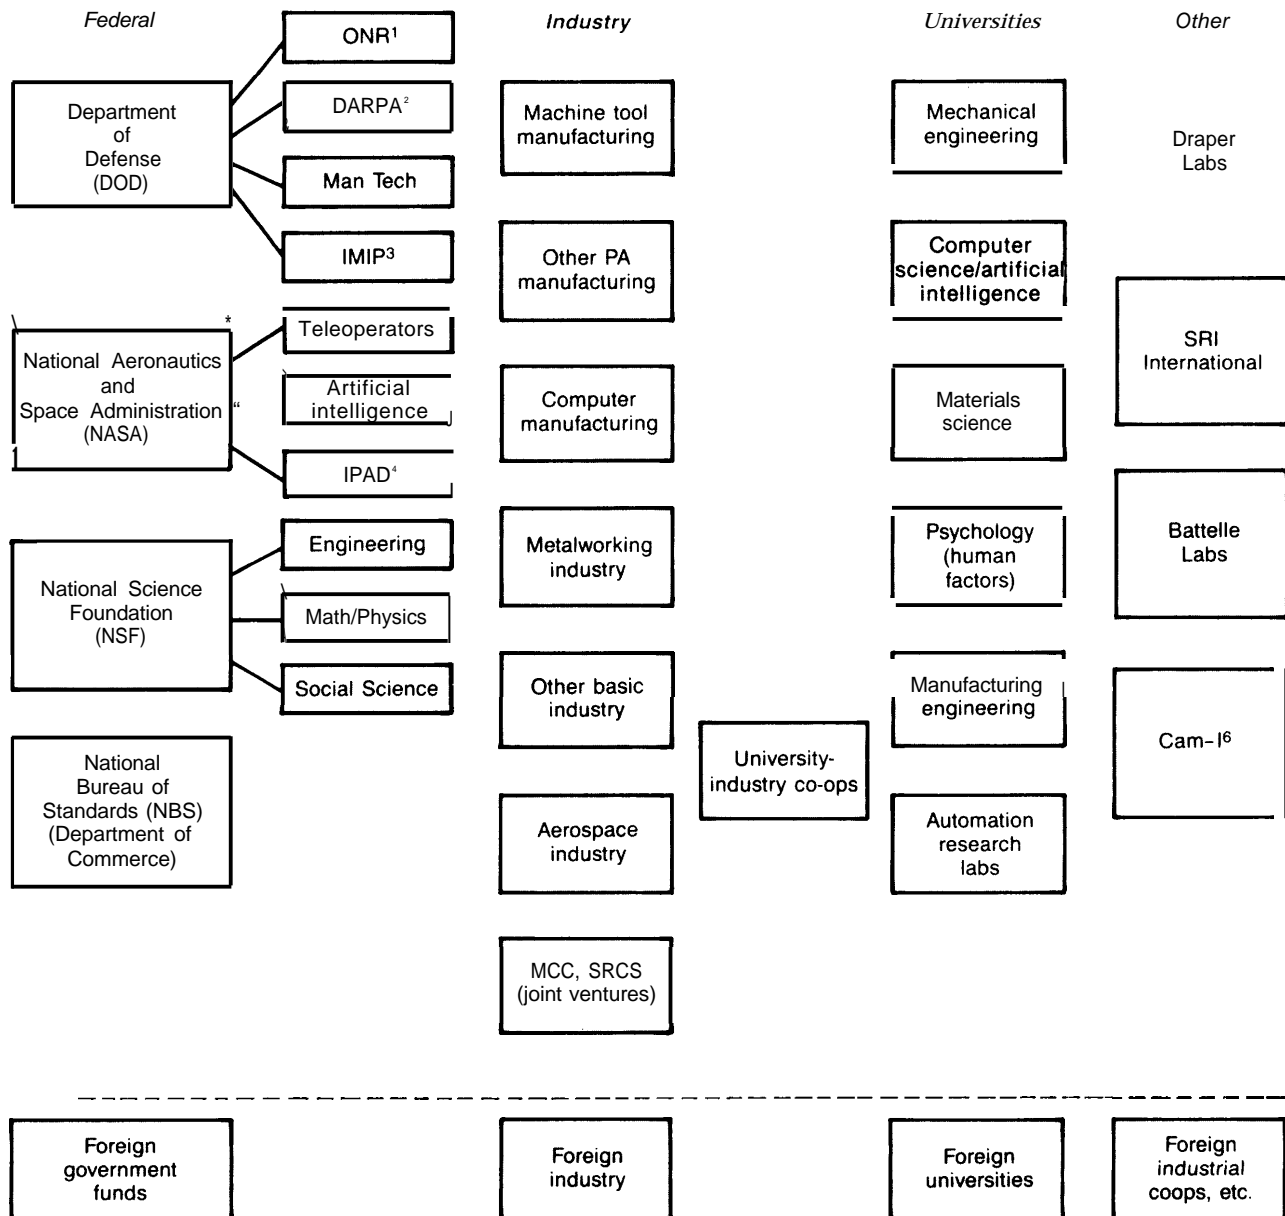 Federal
Industry
Universities
Other
Department
of
Defense
(DOD)
ONR¹
DARPA²
Man Tech
IMIP³
National Aeronautics
and
Space Administration
(NASA)
Teleoperators
Artificial
intelligence
IPAD⁴
National Science
Foundation
(NSF)
Engineering
Math/Physics
Social Science
National
Bureau of
Standards (NBS)
(Department of
Commerce)
Machine tool
manufacturing
Other PA
manufacturing
Computer
manufacturing
Metalworking
industry
Other basic
industry
Aerospace
industry
MCC, SRCS
(joint ventures)
University-
industry co-ops
Mechanical
engineering
Computer
science/artificial
intelligence
Materials
science
Psychology
(human
factors)
Manufacturing
engineering
Automation
research
labs
Draper
Labs
SRI
International
Battelle
Labs
Cam-I⁶
Foreign
government
funds
Foreign
industry
Foreign
universities
Foreign
industrial
coops, etc.